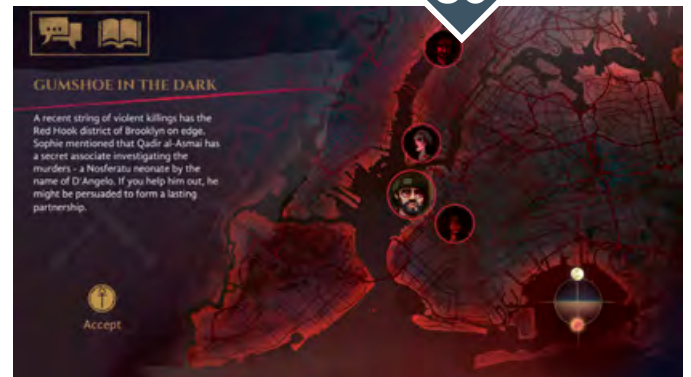 GUMSHOE IN THE DARK
A recent string of violent killings has the
Red Hook district of Brooklyn on edge.
Sophie mentioned that Qadir al-Asmai has
a secret associate investigating the
murders - a Nosferatu neonate by the
name of D'Angelo. If you help him out, he
might be persuaded to form a lasting
partnership.
Accept